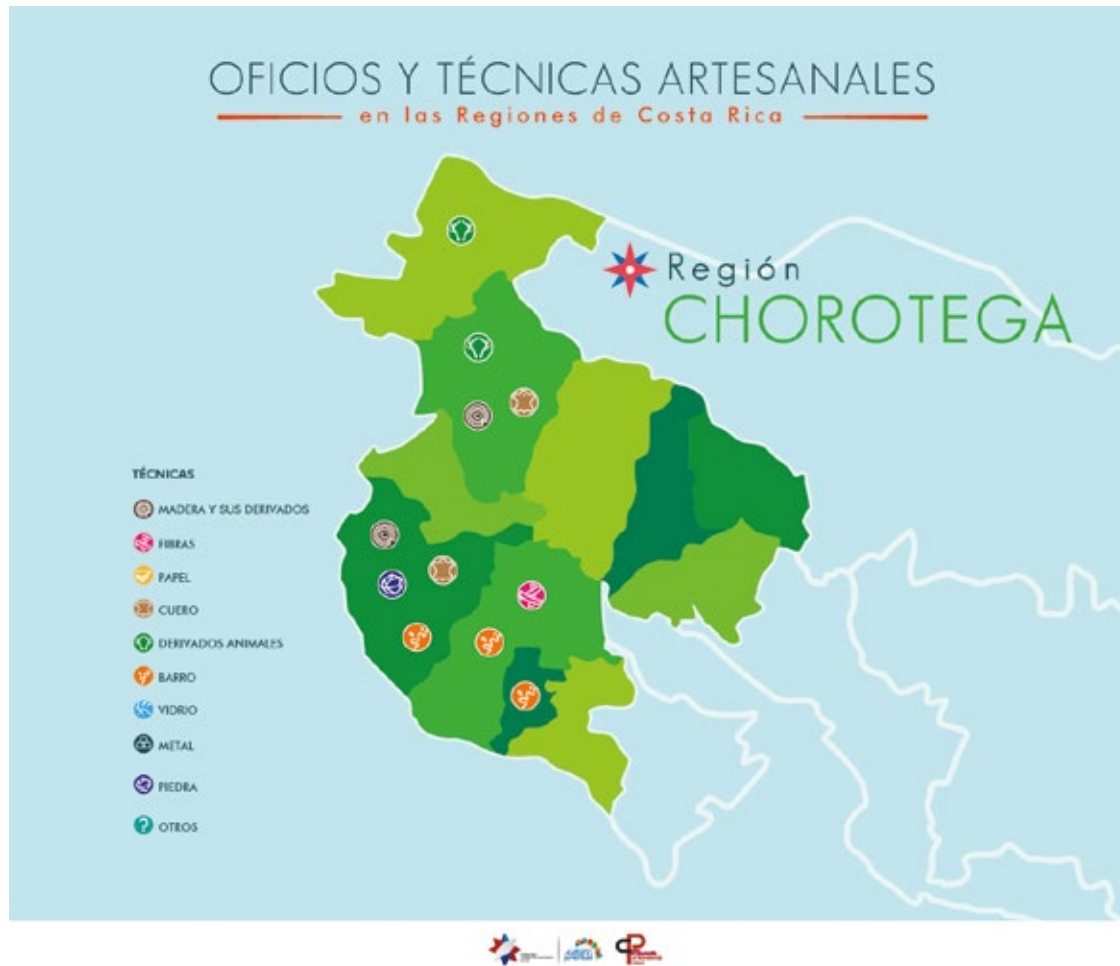 OFICIOS Y TÉCNICAS ARTESANALES
en las Regiones de Costa Rica
Región
CHOROTEGA
TÉCNICAS
MADERA Y SUS DERIVADOS
FIBRAS
PAPEL
CUERO
DERIVADOS ANIMALES
BARRO
VIDRIO
METAL
PIEDRA
OTROS